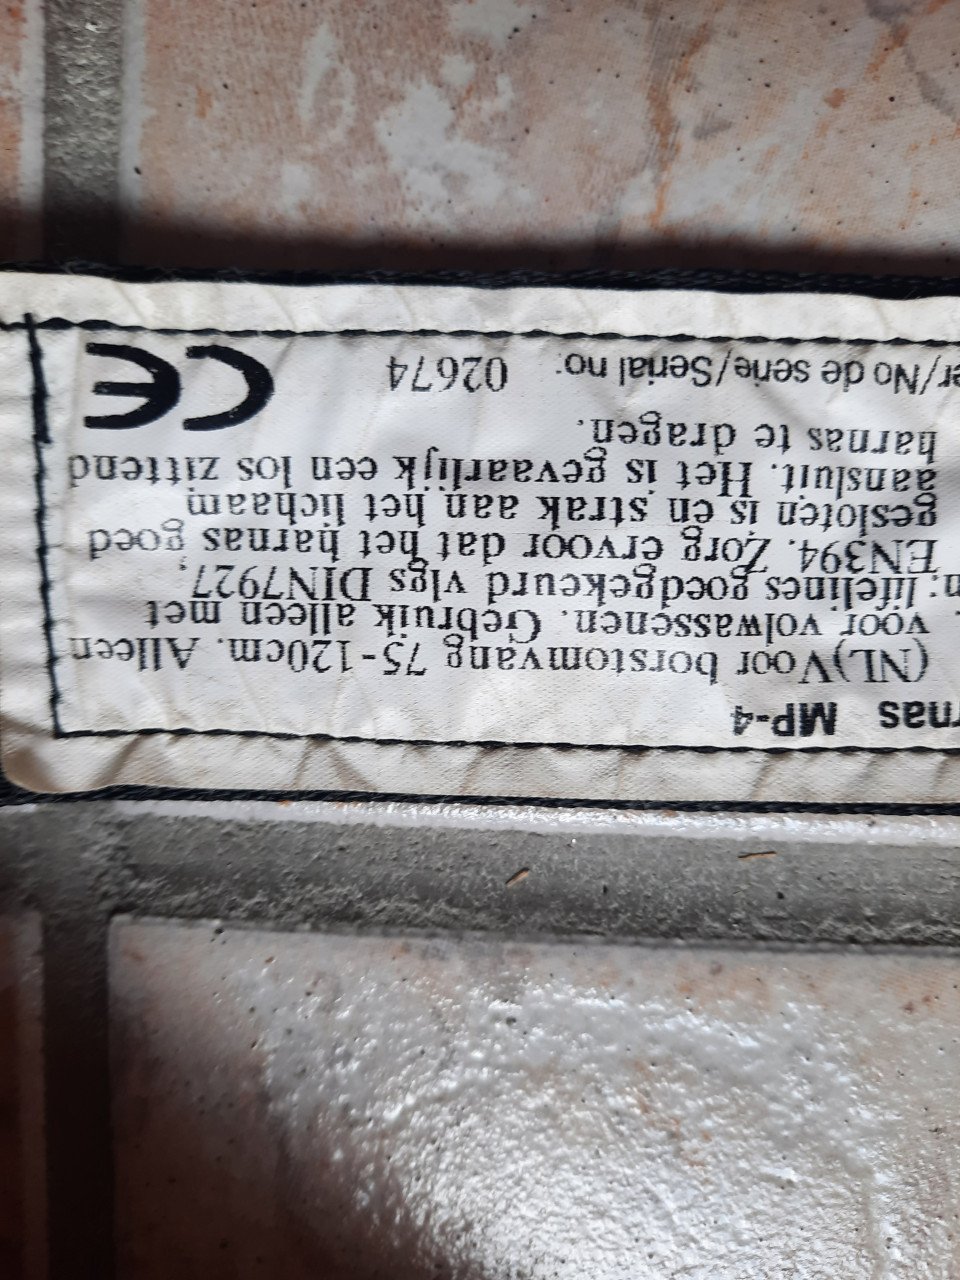 rnas MP-4
(NL)Voor borstomvang 75-120cm. Alleen
voor volwassenen. Gebruik alleen met
n: lifelines goedgekeurd vlgs DIN7927,
EN394. Zorg ervoor dat het harnas goed
gesloten is en strak aan het lichaam
aansluit. Het is gevaarlijk een los zittend
harnas te dragen.
er/No de serie/Serial no: 02674 CE